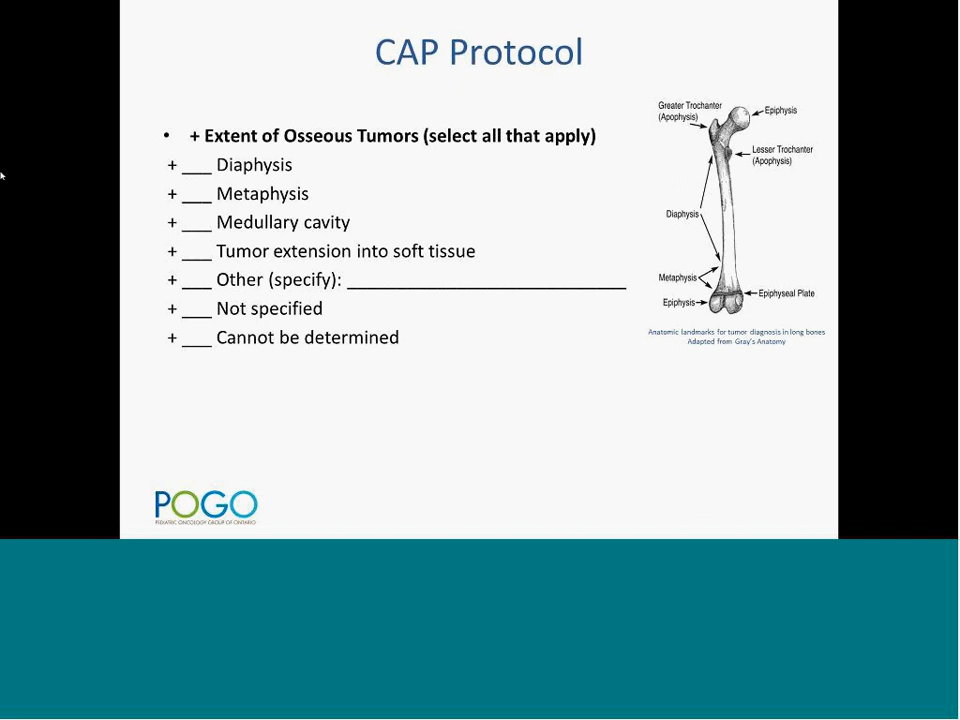 CAP Protocol
• + Extent of Osseous Tumors (select all that apply)
+ ___ Diaphysis
+ ___ Metaphysis
+ ___ Medullary cavity
+ ___ Tumor extension into soft tissue
+ ___ Other (specify): ____________________________
+ ___ Not specified
+ ___ Cannot be determined
Greater Trochanter
(Apophysis)
Epiphysis
Lesser Trochanter
(Apophysis)
Diaphysis
Metaphysis
Epiphyseal Plate
Epiphysis
Anatomic landmarks for tumor diagnosis in long bones
Adapted from Gray's Anatomy
POGO
PEDIATRIC ONCOLOGY GROUP OF ONTARIO